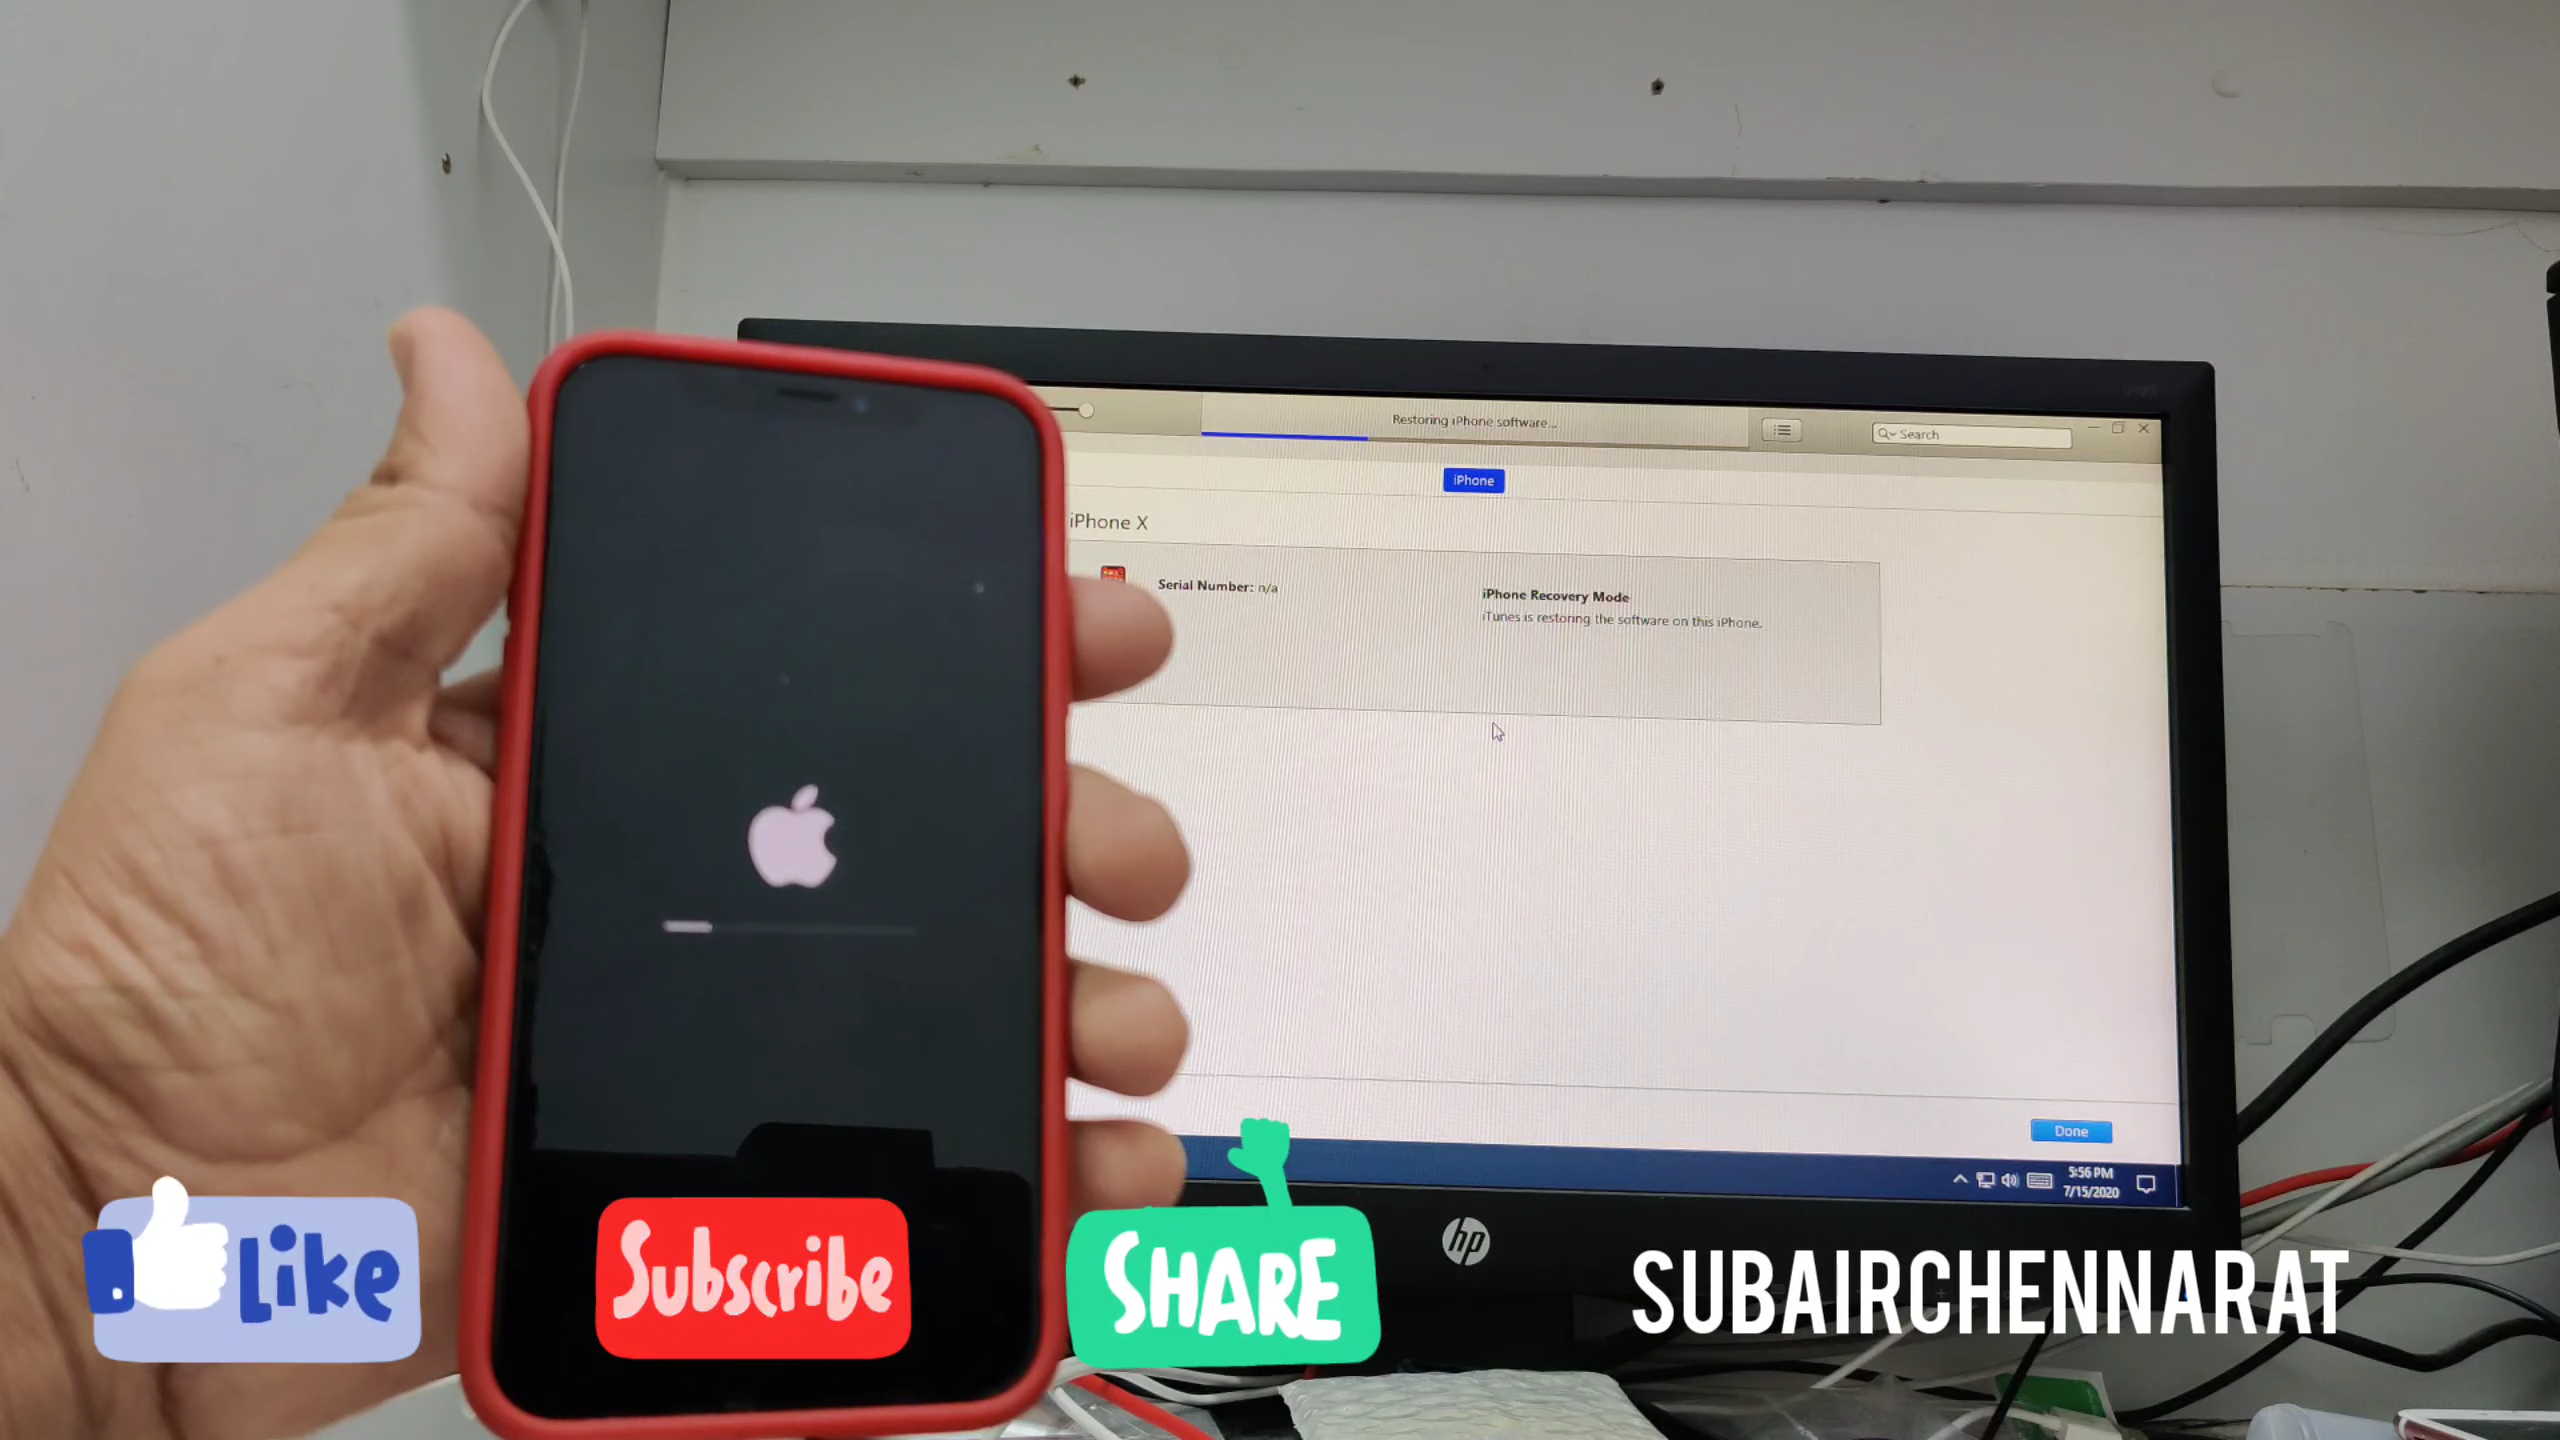 Restoring iPhone software...
Search
iPhone
iPhone X
Serial Number: n/a
iPhone Recovery Mode
iTunes is restoring the software on this iPhone.
Done
5:56 PM
7/15/2020
hp
Like
Subscribe
SHARE
SUBAIRCHENNARAT